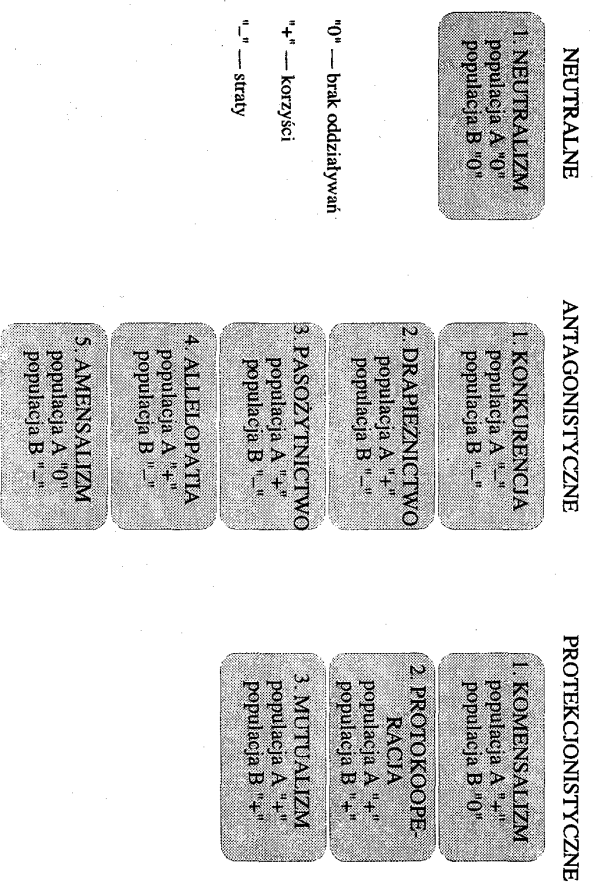 NEUTRALNE
1. NEUTRALIZM
populacja A "0"
populacja B "0"
"0" — brak oddziaływań
"+" — korzyści
"–" — straty
ANTAGONISTYCZNE
1. KONKURENCJA
populacja A "–"
populacja B "–"
2. DRAPIEŻNICTWO
populacja A "+"
populacja B "–"
3. PASOŻYTNICTWO
populacja A "+"
populacja B "–"
4. ALLELOPATIA
populacja A "+"
populacja B "–"
5. AMENSALIZM
populacja A "0"
populacja B "–"
PROTEKCJONISTYCZNE
1. KOMENSALIZM
populacja A "+"
populacja B "0"
2. PROTOKOOPE-
RACJA
populacja A "+"
populacja B "+"
3. MUTUALIZM
populacja A "+"
populacja B "+"